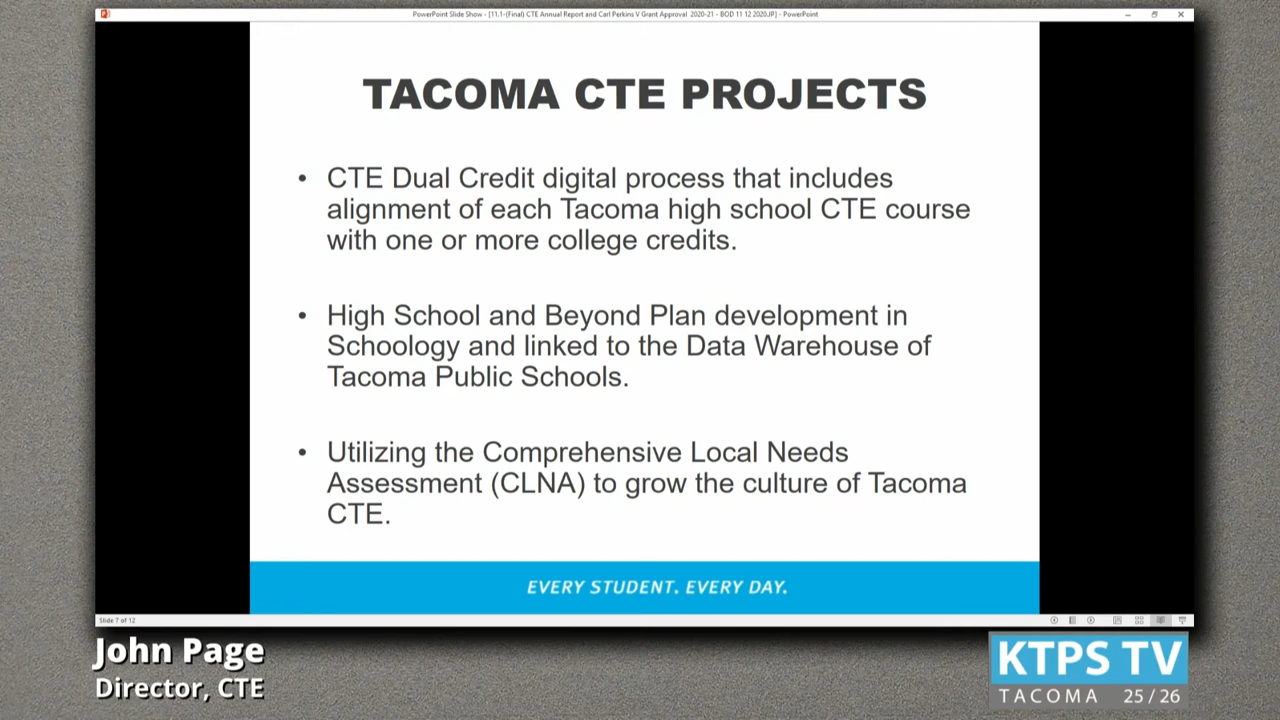 PowerPoint Slide Show - [11.1-(Final) CTE Annual Report and Carl Perkins V Grant Approval 2020-21 - BOD 11 12 2020.JP] - PowerPoint
TACOMA CTE PROJECTS
• CTE Dual Credit digital process that includes
alignment of each Tacoma high school CTE course
with one or more college credits.
• High School and Beyond Plan development in
Schoology and linked to the Data Warehouse of
Tacoma Public Schools.
• Utilizing the Comprehensive Local Needs
Assessment (CLNA) to grow the culture of Tacoma
CTE.
EVERY STUDENT. EVERY DAY.
Slide 7 of 12
John Page
Director, CTE
KTPS TV
TACOMA 25 / 26